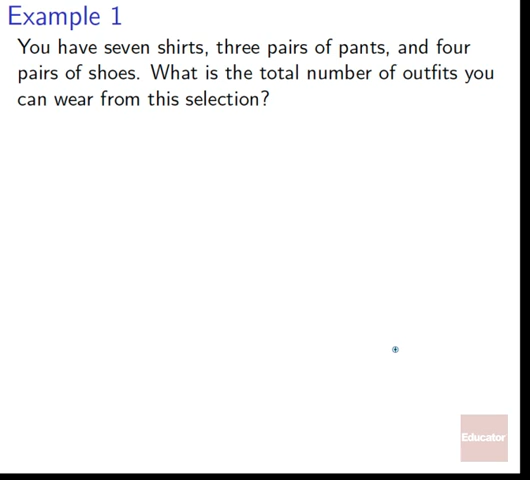 Example 1
You have seven shirts, three pairs of pants, and four
pairs of shoes. What is the total number of outfits you
can wear from this selection?
Educator